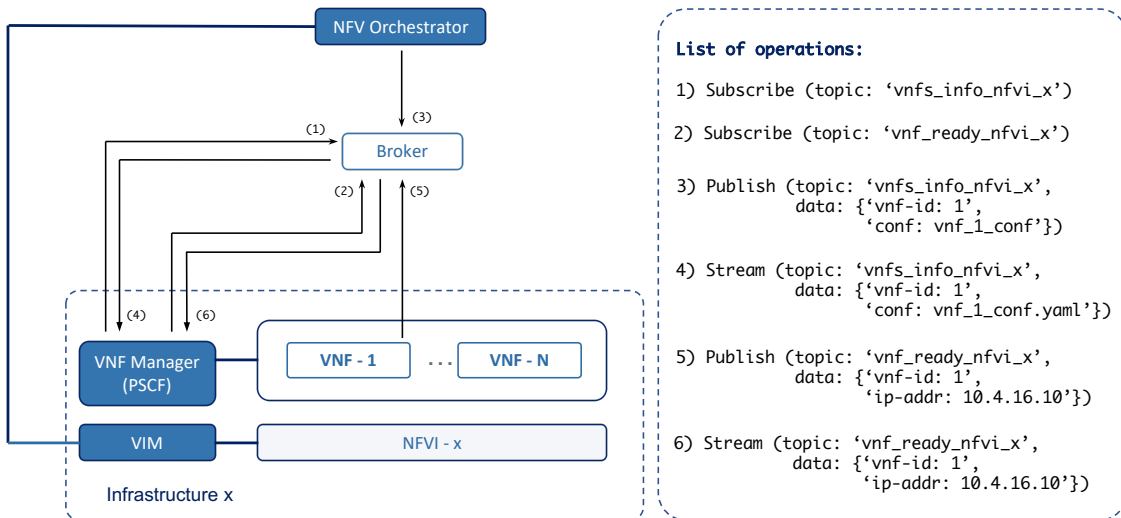 NFV Orchestrator
(1)
(3)
Broker
(2)
(5)
(4)
(6)
VNF Manager
(PSCF)
VNF - 1
...
VNF - N
VIM
NFVI - x
Infrastructure x
List of operations:
1) Subscribe (topic: ‘vnfs_info_nfvi_x’)
2) Subscribe (topic: ‘vnf_ready_nfvi_x’)
3) Publish (topic: ‘vnfs_info_nfvi_x’,
data: {‘vnf-id: 1’,
‘conf: vnf_1_conf’})
4) Stream (topic: ‘vnfs_info_nfvi_x’,
data: {‘vnf-id: 1’,
‘conf: vnf_1_conf.yaml’})
5) Publish (topic: ‘vnf_ready_nfvi_x’,
data: {‘vnf-id: 1’,
‘ip-addr: 10.4.16.10’})
6) Stream (topic: ‘vnf_ready_nfvi_x’,
data: {‘vnf-id: 1’,
‘ip-addr: 10.4.16.10’})